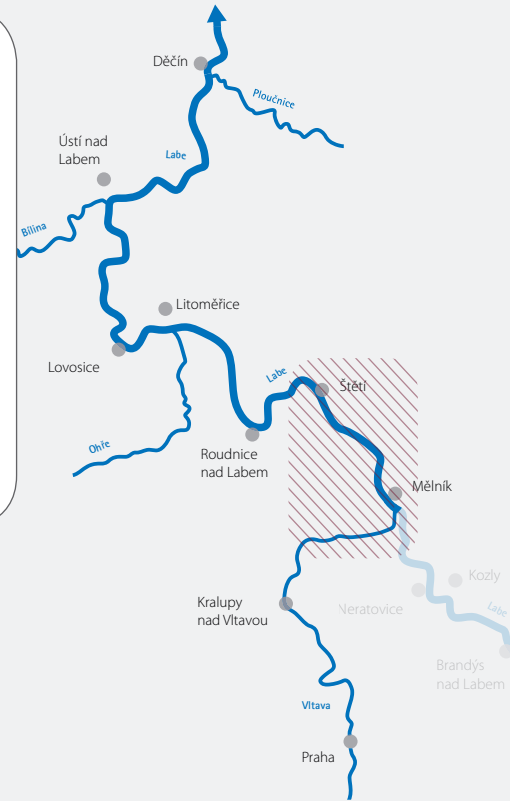 Děčín
Ploučnice
Ústí nad
Labem
Labe
Bílina
Litoměřice
Lovosice
Labe
Štětí
Ohře
Roudnice
nad Labem
Mělník
Kozly
Kralupy
nad Vltavou
Neratovice
Labe
Brandýs
nad Labem
Vltava
Praha